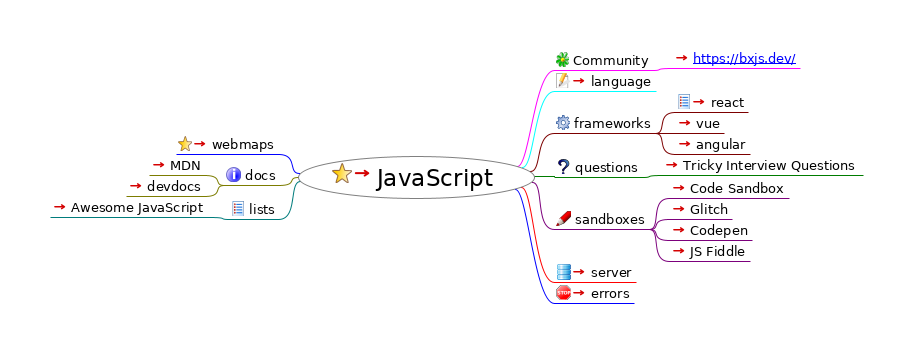 JavaScript
Community
https://bxjs.dev/
language
frameworks
react
vue
angular
questions
Tricky Interview Questions
sandboxes
Code Sandbox
Glitch
Codepen
JS Fiddle
server
STOP
errors
webmaps
docs
MDN
devdocs
lists
Awesome JavaScript